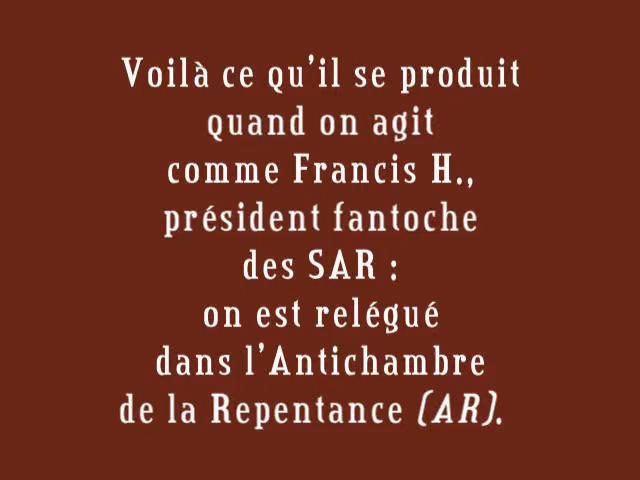 Voilà ce qu'il se produit
quand on agit
comme Francis H.,
président fantoche
des SAR :
on est relégué
dans l'Antichambre
de la Repentance (AR).